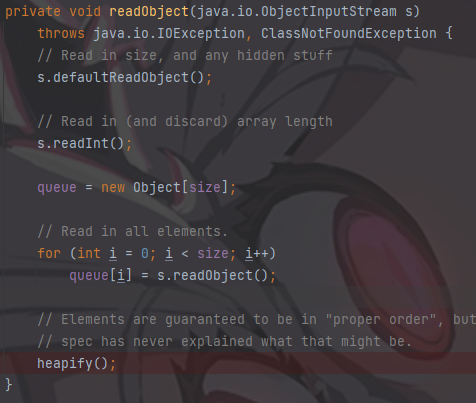 private void readObject(java.io.ObjectInputStream s)
    throws java.io.IOException, ClassNotFoundException {
    // Read in size, and any hidden stuff
    s.defaultReadObject();

    // Read in (and discard) array length
    s.readInt();

    queue = new Object[size];

    // Read in all elements.
    for (int i = 0; i < size; i++)
        queue[i] = s.readObject();

    // Elements are guaranteed to be in "proper order", but
    // spec has never explained what that might be.
    heapify();
}